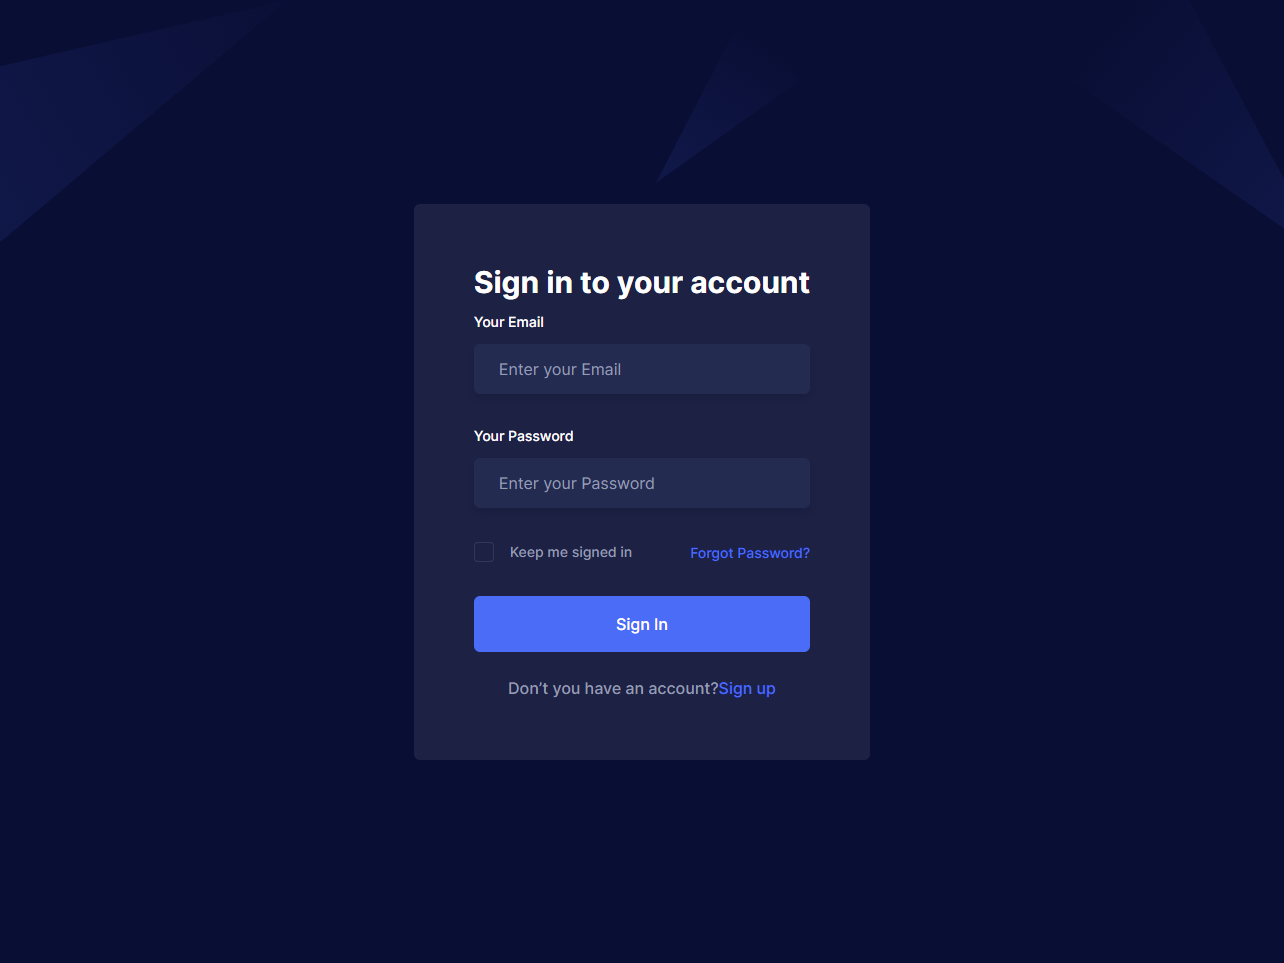 Sign in to your account
Your Email
Enter your Email
Your Password
Enter your Password
Keep me signed in Forgot Password?
Sign In
Don’t you have an account?Sign up